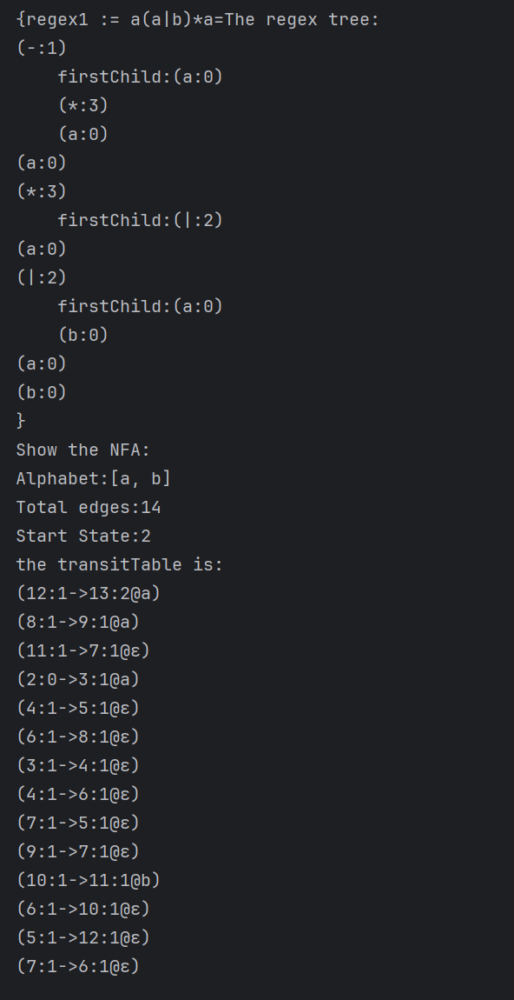 {regex1 := a(a|b)*a=The regex tree:
(-:1)
    firstChild:(a:0)
    (*:3)
    (a:0)
(a:0)
(*:3)
    firstChild:(|:2)
(a:0)
(|:2)
    firstChild:(a:0)
    (b:0)
(a:0)
(b:0)
}
Show the NFA:
Alphabet:[a, b]
Total edges:14
Start State:2
the transitTable is:
(12:1->13:2@a)
(8:1->9:1@a)
(11:1->7:1@ε)
(2:0->3:1@a)
(4:1->5:1@ε)
(6:1->8:1@ε)
(3:1->4:1@ε)
(4:1->6:1@ε)
(7:1->5:1@ε)
(9:1->7:1@ε)
(10:1->11:1@b)
(6:1->10:1@ε)
(5:1->12:1@ε)
(7:1->6:1@ε)